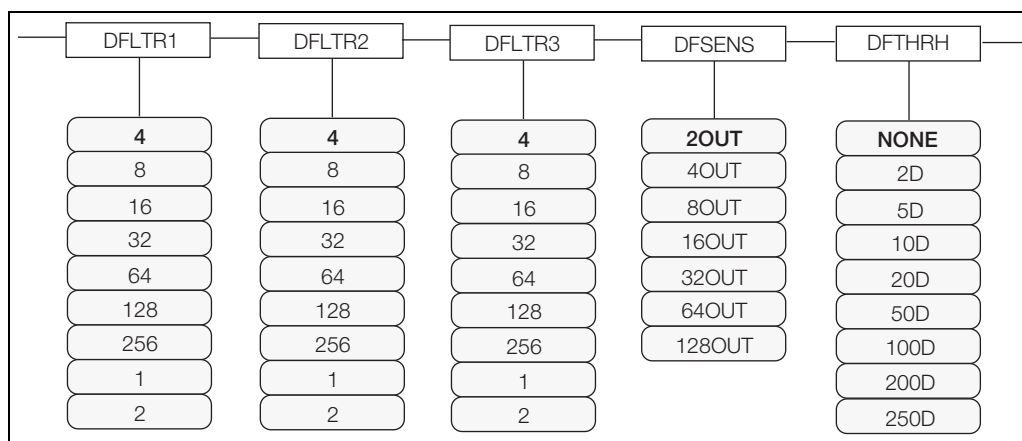 DFLTR1 DFLTR2 DFLTR3 DFSENS DFTHRH
4 4 4 2OUT NONE
8 8 8 4OUT 2D
16 16 16 8OUT 5D
32 32 32 16OUT 10D
64 64 64 32OUT 20D
128 128 128 64OUT 50D
256 256 256 128OUT 100D
1 1 1 200D
2 2 2 250D